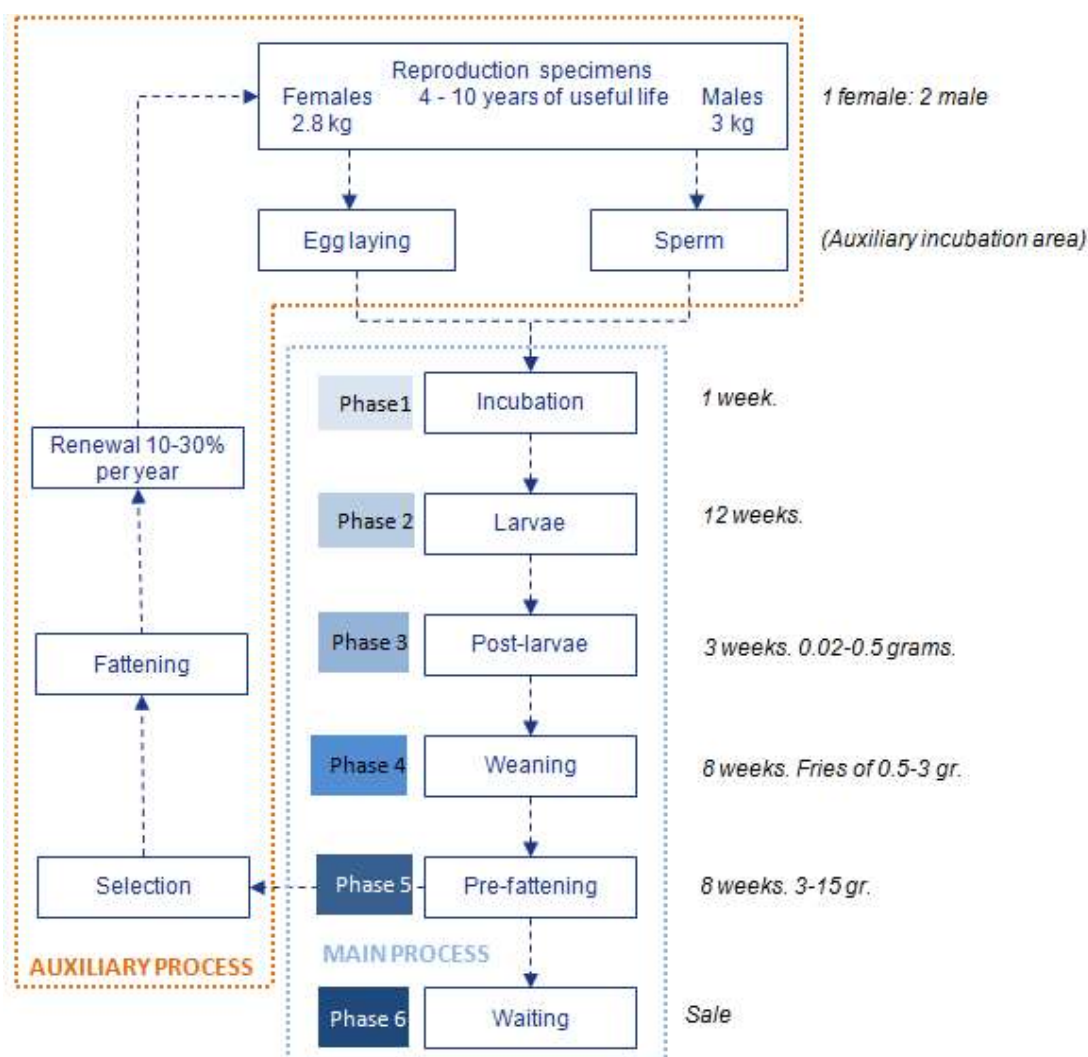 Reproduction specimens
Females 4 - 10 years of useful life Males
2.8 kg 3 kg
1 female: 2 male
Egg laying
Sperm
(Auxiliary incubation area)
Phase1
Incubation
1 week.
Renewal 10-30%
per year
Phase 2
Larvae
12 weeks.
Phase 3
Post-larvae
3 weeks. 0.02-0.5 grams.
Fattening
Phase 4
Weaning
8 weeks. Fries of 0.5-3 gr.
Selection
Phase 5
Pre-fattening
8 weeks. 3-15 gr.
MAIN PROCESS
AUXILIARY PROCESS
Phase 6
Waiting
Sale